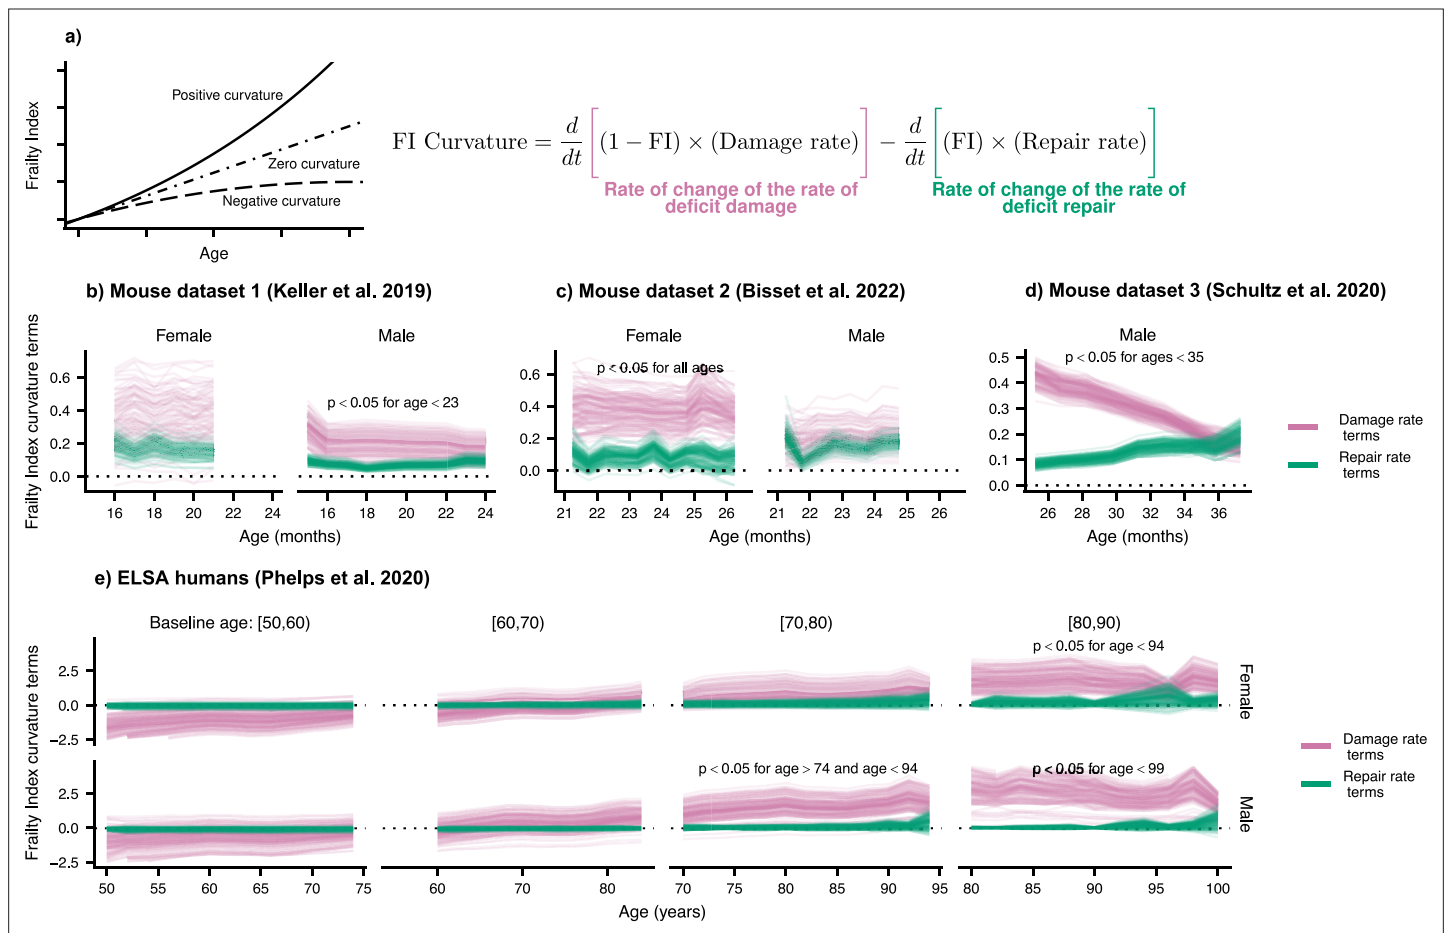 a)
Frailty Index
Positive curvature
Zero curvature
Negative curvature
Age
FI Curvature = d/dt [(1 − FI) × (Damage rate)] − d/dt [(FI) × (Repair rate)]
Rate of change of the rate of
deficit damage
Rate of change of the rate of
deficit repair
b) Mouse dataset 1 (Keller et al. 2019)
Frailty Index curvature terms
Female
Male
p < 0.05 for age < 23
0.6
0.4
0.2
0.0
16 18 20 22 24
16 18 20 22 24
Age (months)
c) Mouse dataset 2 (Bisset et al. 2022)
Female
Male
p < 0.05 for all ages
0.6
0.4
0.2
0.0
21 22 23 24 25 26
21 22 23 24 25 26
Age (months)
d) Mouse dataset 3 (Schultz et al. 2020)
Male
p < 0.05 for ages < 35
0.5
0.4
0.3
0.2
0.1
0.0
26 28 30 32 34 36
Age (months)
Damage rate
terms
Repair rate
terms
e) ELSA humans (Phelps et al. 2020)
Frailty Index curvature terms
Baseline age: [50,60)
[60,70)
[70,80)
[80,90)
p < 0.05 for age < 94
2.5
0.0
−2.5
Female
p < 0.05 for age > 74 and age < 94
p < 0.05 for age < 99
2.5
0.0
−2.5
Male
50 55 60 65 70 75
60 70 80
70 75 80 85 90 95
80 85 90 95 100
Age (years)
Damage rate
terms
Repair rate
terms